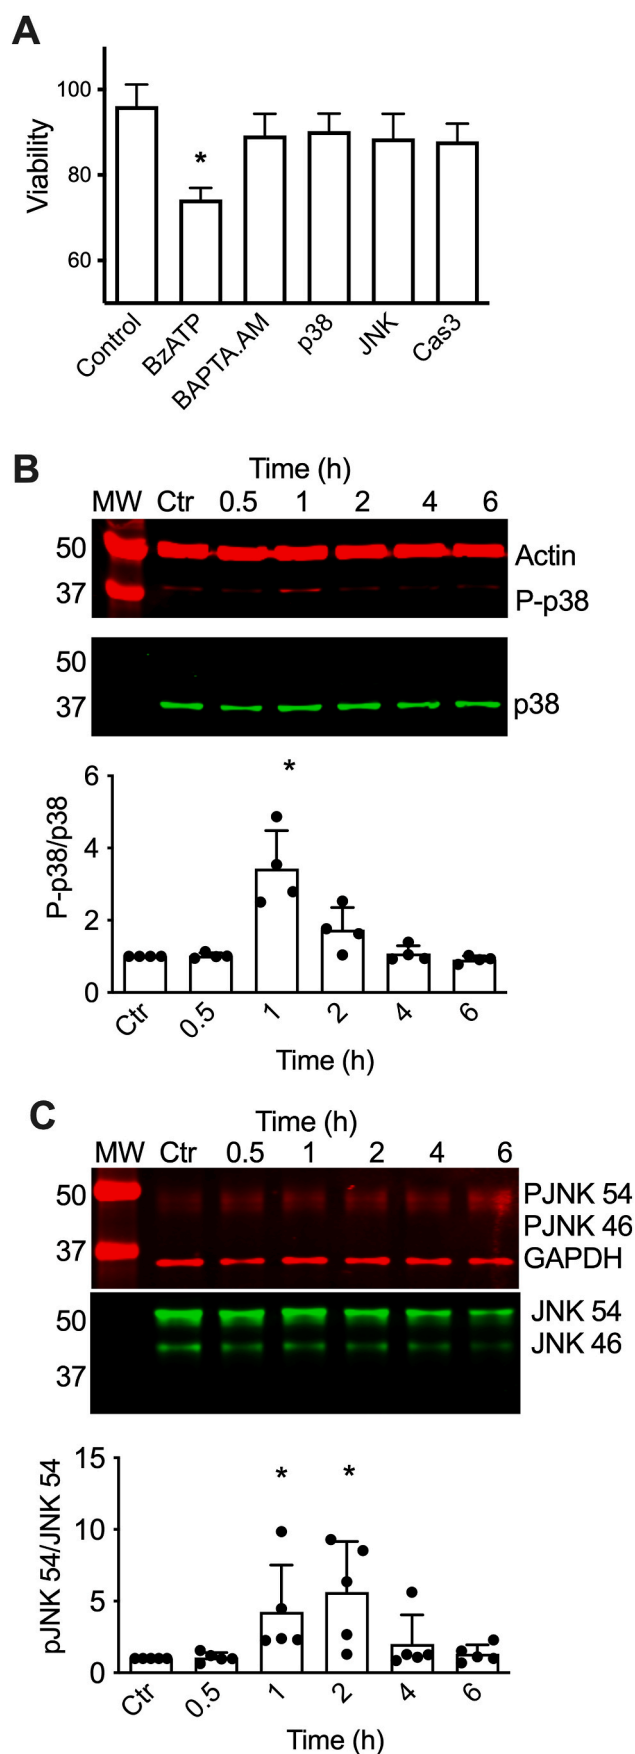 A
Viability
100
80
60
*
Control
BzATP
BAPTA.AM
p38
JNK
Cas3
B
Time (h)
MW Ctr 0.5 1 2 4 6
50
37
Actin
P-p38
50
37
p38
P-p38/p38
6
4
2
0
*
Ctr
0.5
1
2
4
6
Time (h)
C
Time (h)
MW Ctr 0.5 1 2 4 6
50
37
PJNK 54
PJNK 46
GAPDH
50
37
JNK 54
JNK 46
pJNK 54/JNK 54
15
10
5
0
* *
Ctr
0.5
1
2
4
6
Time (h)